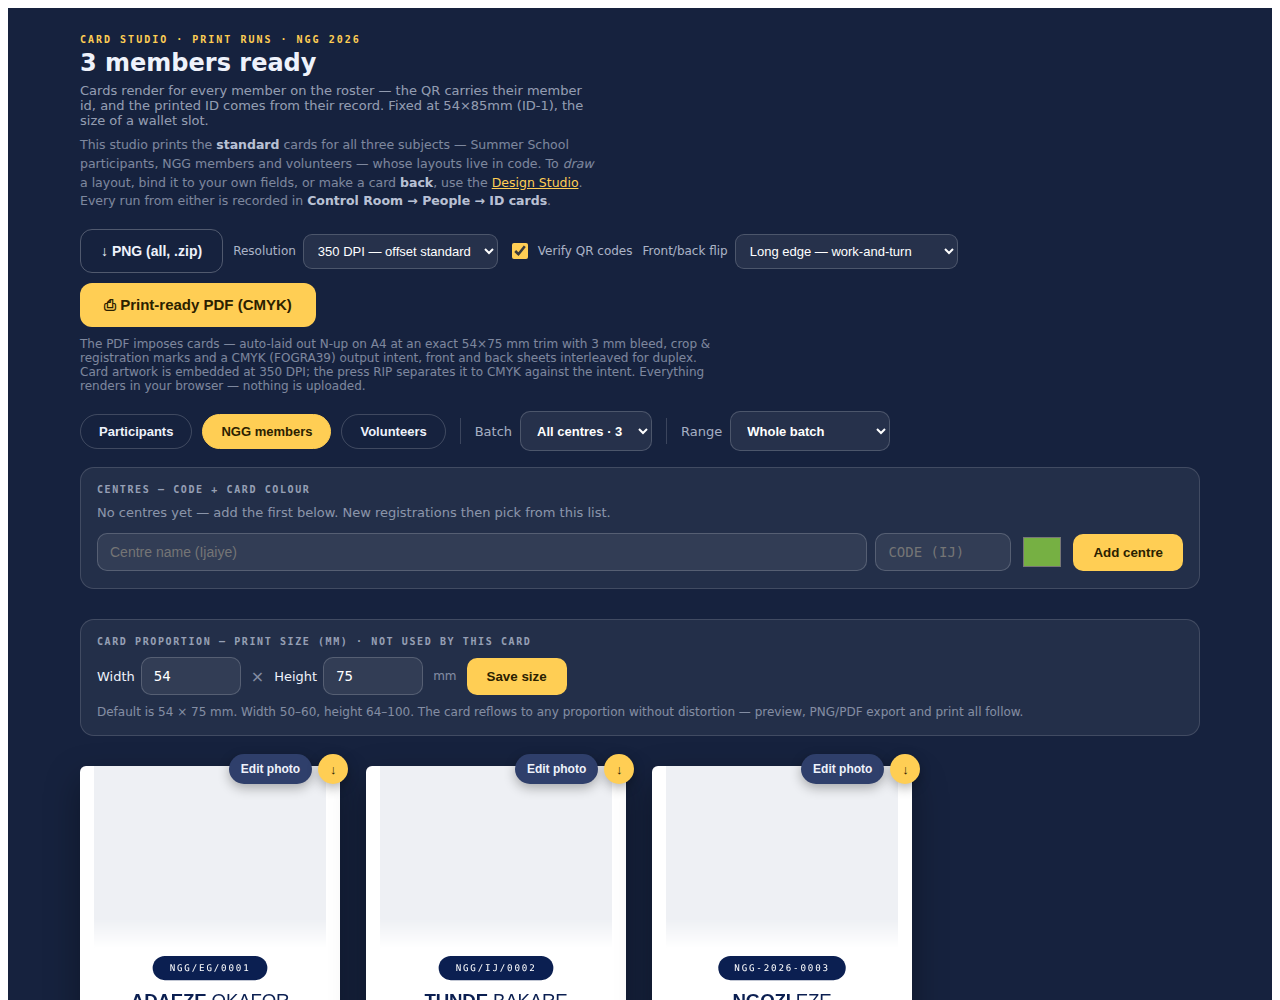 CARD STUDIO · PRINT RUNS · NGG 2026
3 members ready
Cards render for every member on the roster — the QR carries their member
id, and the printed ID comes from their record. Fixed at 54×85mm (ID-1), the
size of a wallet slot.
This studio prints the standard cards for all three subjects — Summer School
participants, NGG members and volunteers — whose layouts live in code. To draw
a layout, bind it to your own fields, or make a card back, use the Design Studio.
Every run from either is recorded in Control Room → People → ID cards.
↓ PNG (all, .zip) Resolution 350 DPI — offset standard Verify QR codes Front/back flip Long edge — work-and-turn
⎙ Print-ready PDF (CMYK)
The PDF imposes cards — auto-laid out N-up on A4 at an exact 54×75 mm trim with 3 mm bleed, crop &
registration marks and a CMYK (FOGRA39) output intent, front and back sheets interleaved for duplex.
Card artwork is embedded at 350 DPI; the press RIP separates it to CMYK against the intent. Everything
renders in your browser — nothing is uploaded.
Participants NGG members Volunteers Batch All centres · 3 Range Whole batch
CENTRES — CODE + CARD COLOUR
No centres yet — add the first below. New registrations then pick from this list.
Centre name (Ijaiye) CODE (IJ) Add centre
CARD PROPORTION — PRINT SIZE (MM) · NOT USED BY THIS CARD
Width 54 × Height 75 mm Save size
Default is 54 × 75 mm. Width 50–60, height 64–100. The card reflows to any proportion without distortion — preview, PNG/PDF export and print all follow.
Edit photo ↓ Edit photo ↓ Edit photo ↓
NGG/EG/0001 NGG/IJ/0002 NGG-2026-0003
ADAEZE OKAFOR TUNDE BAKARE NGOZI EZE